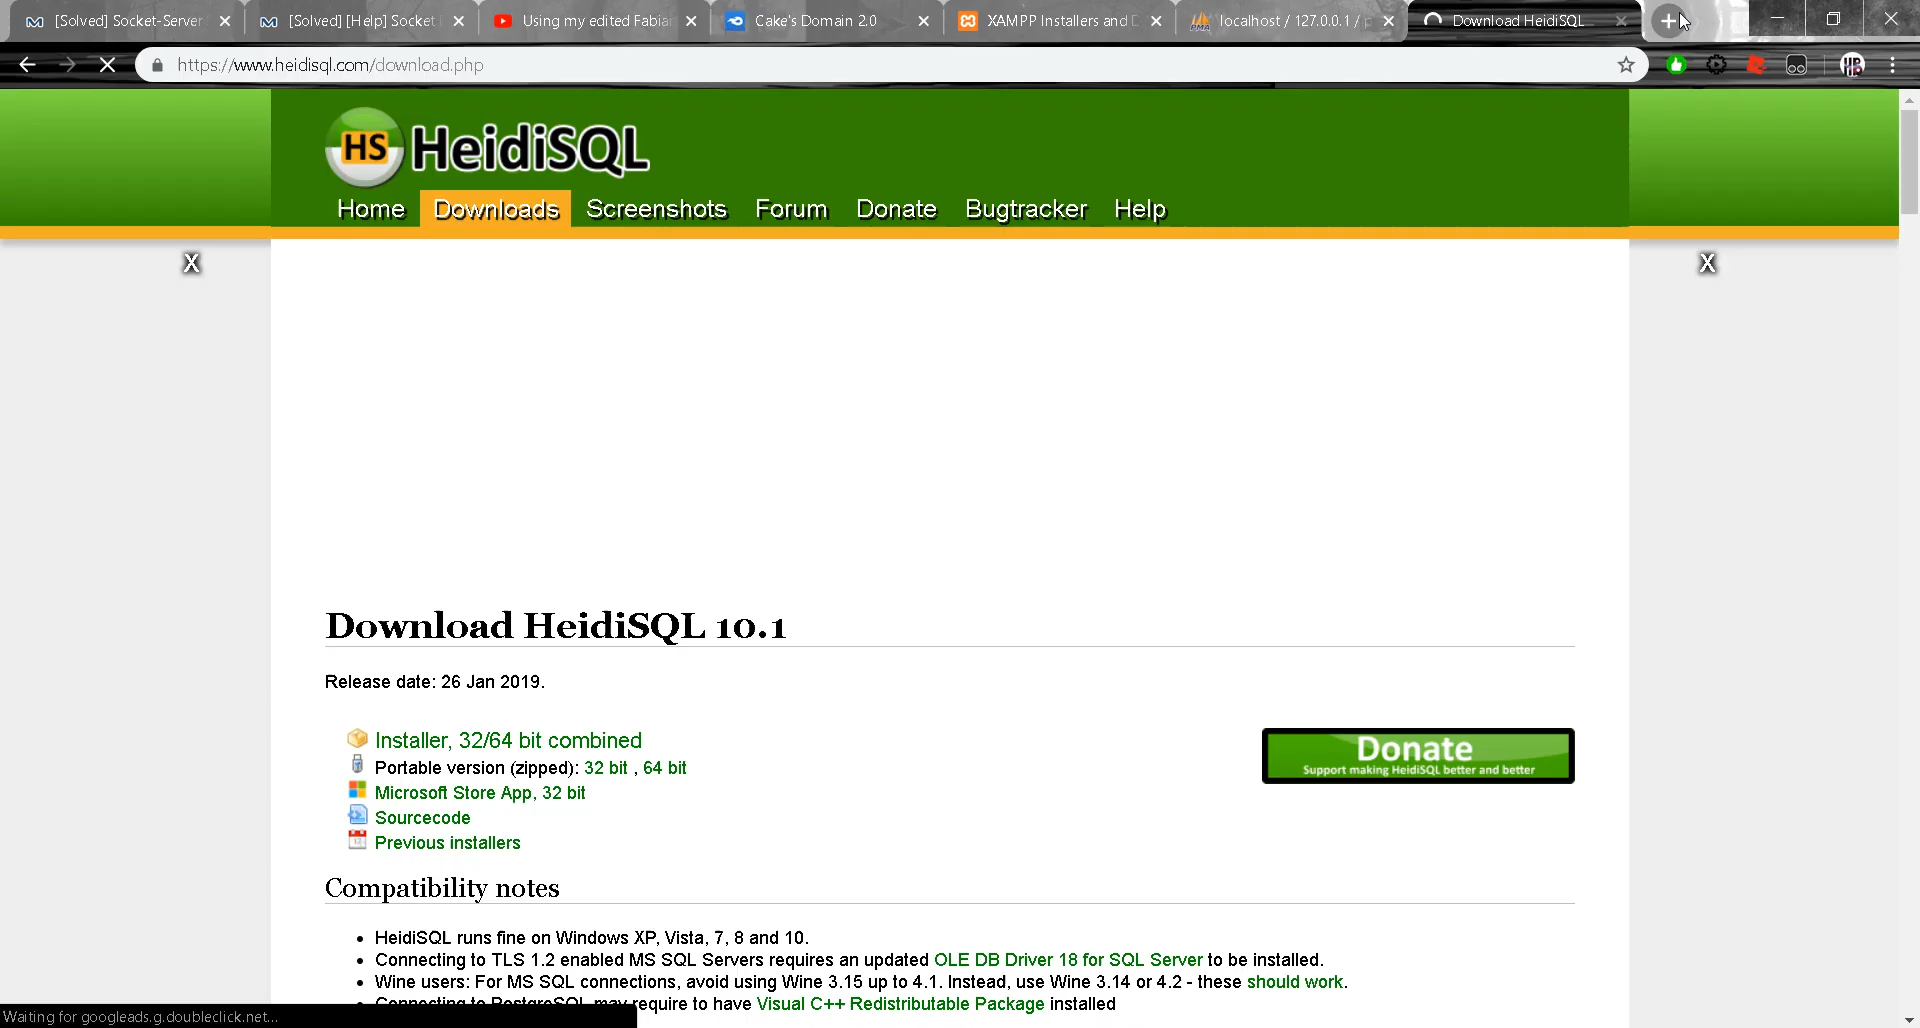 [Solved] Socket-Server
[Solved] [Help] Socket
Using my edited Fabian
Cake's Domain 2.0
XAMPP Installers and D
localhost / 127.0.0.1 / p
Download HeidiSQL
https://www.heidisql.com/download.php
HS HeidiSQL
Home Downloads Screenshots Forum Donate Bugtracker Help
X X
Download HeidiSQL 10.1
Release date: 26 Jan 2019.
Installer, 32/64 bit combined
Portable version (zipped): 32 bit , 64 bit
Microsoft Store App, 32 bit
Sourcecode
Previous installers
Donate
Support making HeidiSQL better and better
Compatibility notes
• HeidiSQL runs fine on Windows XP, Vista, 7, 8 and 10.
• Connecting to TLS 1.2 enabled MS SQL Servers requires an updated OLE DB Driver 18 for SQL Server to be installed.
• Wine users: For MS SQL connections, avoid using Wine 3.15 up to 4.1. Instead, use Wine 3.14 or 4.2 - these should work.
• Connecting to PostgreSQL may require to have Visual C++ Redistributable Package installed
Waiting for googleads.g.doubleclick.net...